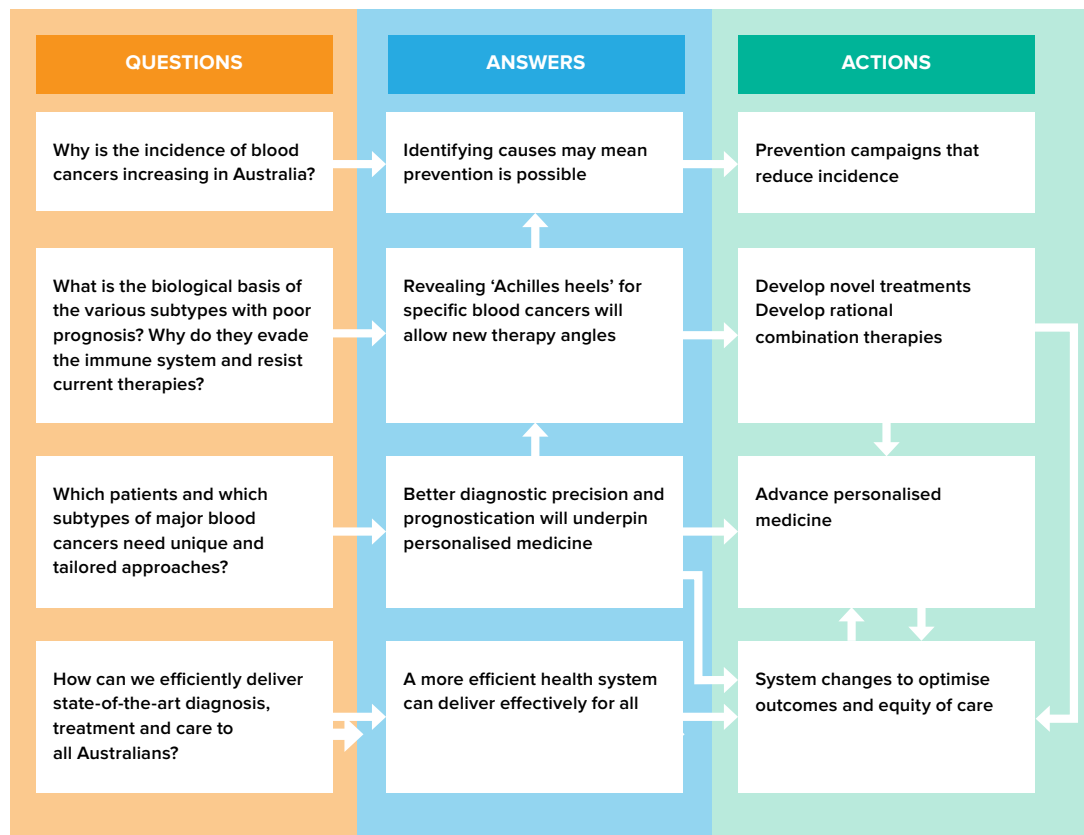 QUESTIONS
ANSWERS
ACTIONS
Why is the incidence of blood
cancers increasing in Australia?
Identifying causes may mean
prevention is possible
Prevention campaigns that
reduce incidence
What is the biological basis of
the various subtypes with poor
prognosis? Why do they evade
the immune system and resist
current therapies?
Revealing ‘Achilles heels’ for
specific blood cancers will
allow new therapy angles
Develop novel treatments
Develop rational
combination therapies
Which patients and which
subtypes of major blood
cancers need unique and
tailored approaches?
Better diagnostic precision and
prognostication will underpin
personalised medicine
Advance personalised
medicine
How can we efficiently deliver
state-of-the-art diagnosis,
treatment and care to
all Australians?
A more efficient health system
can deliver effectively for all
System changes to optimise
outcomes and equity of care